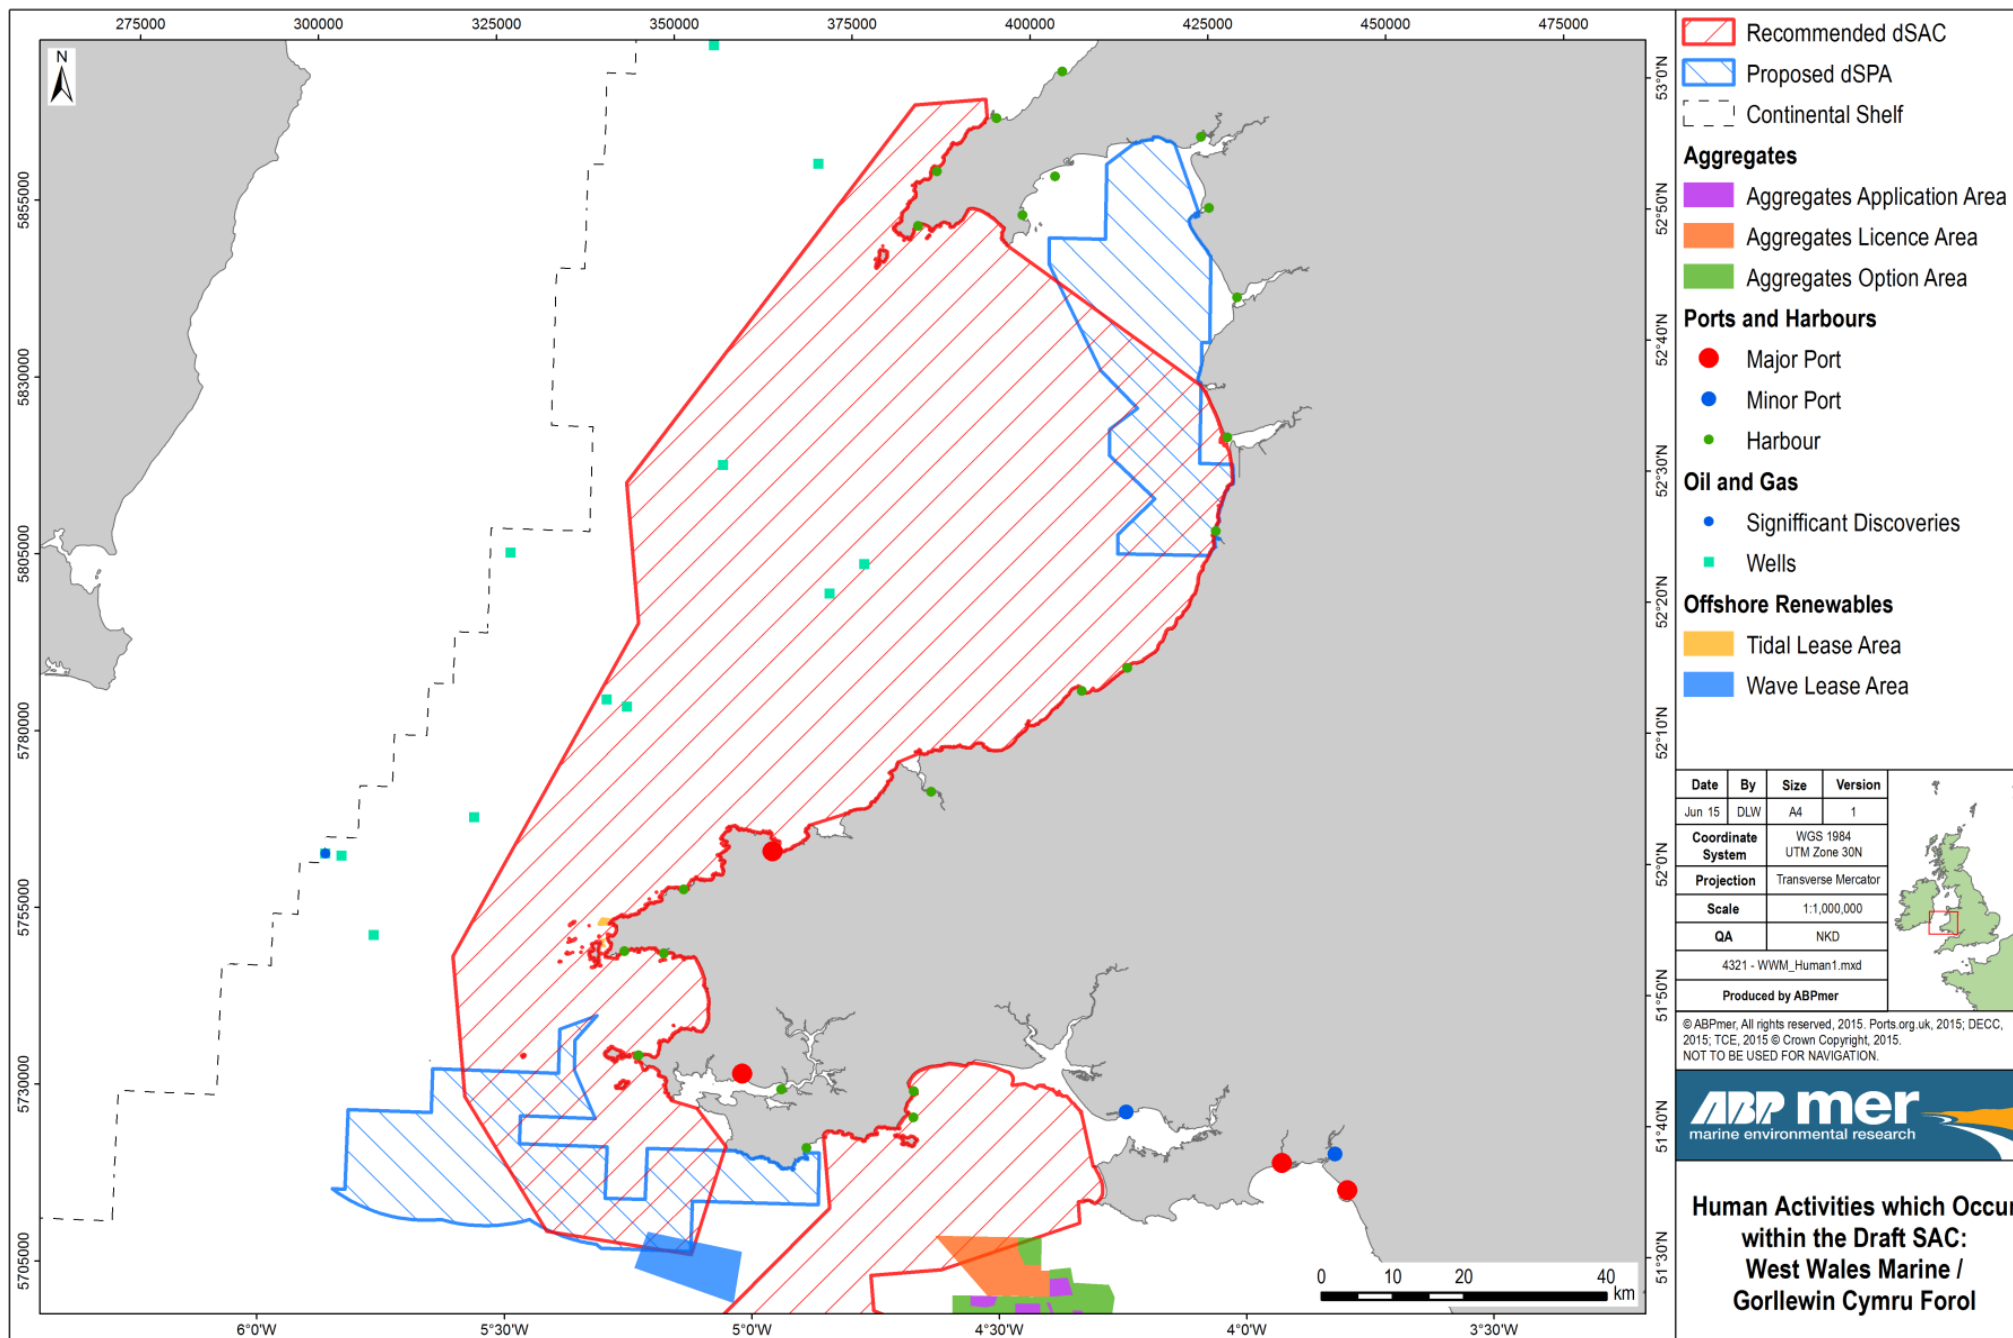 275000 300000 325000 350000 375000 400000 425000 450000 475000
N
5855000
5830000
5805000
5780000
5755000
5730000
5705000
53°0'N
52°50'N
52°40'N
52°30'N
52°20'N
52°10'N
52°0'N
51°50'N
51°40'N
51°30'N
0 10 20 40
km
6°0'W 5°30'W 5°0'W 4°30'W 4°0'W 3°30'W
Recommended dSAC
Proposed dSPA
Continental Shelf
Aggregates
Aggregates Application Area
Aggregates Licence Area
Aggregates Option Area
Ports and Harbours
Major Port
Minor Port
Harbour
Oil and Gas
Signifficant Discoveries
Wells
Offshore Renewables
Tidal Lease Area
Wave Lease Area
Date By Size Version
Jun 15 DLW A4 1
Coordinate System WGS 1984
UTM Zone 30N
Projection Transverse Mercator
Scale 1:1,000,000
QA NKD
4321 - WWM_Human1.mxd
Produced by ABPmer
© ABPmer, All rights reserved, 2015. Ports.org.uk, 2015; DECC,
2015; TCE, 2015 © Crown Copyright, 2015.
NOT TO BE USED FOR NAVIGATION.
ABP mer
marine environmental research
Human Activities which Occur
within the Draft SAC:
West Wales Marine /
Gorllewin Cymru Forol